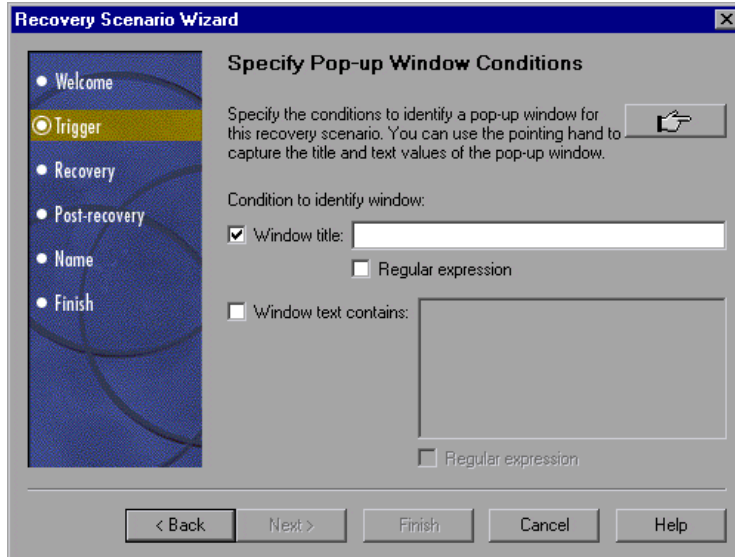 Recovery Scenario Wizard
Welcome
Trigger
Recovery
Post-recovery
Name
Finish
Specify Pop-up Window Conditions
Specify the conditions to identify a pop-up window for
this recovery scenario. You can use the pointing hand to
capture the title and text values of the pop-up window.
Condition to identify window:
Window title:
Regular expression
Window text contains:
Regular expression
< Back
Next >
Finish
Cancel
Help